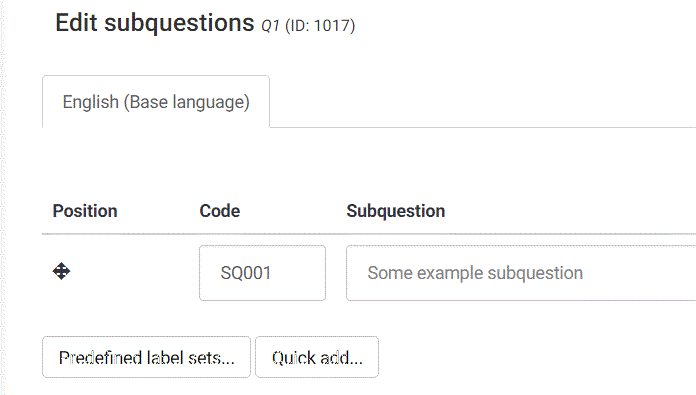 Edit subquestions Q1 (ID: 1017)
English (Base language)
Position Code Subquestion
SQ001 Some example subquestion
Predefined label sets... Quick add...